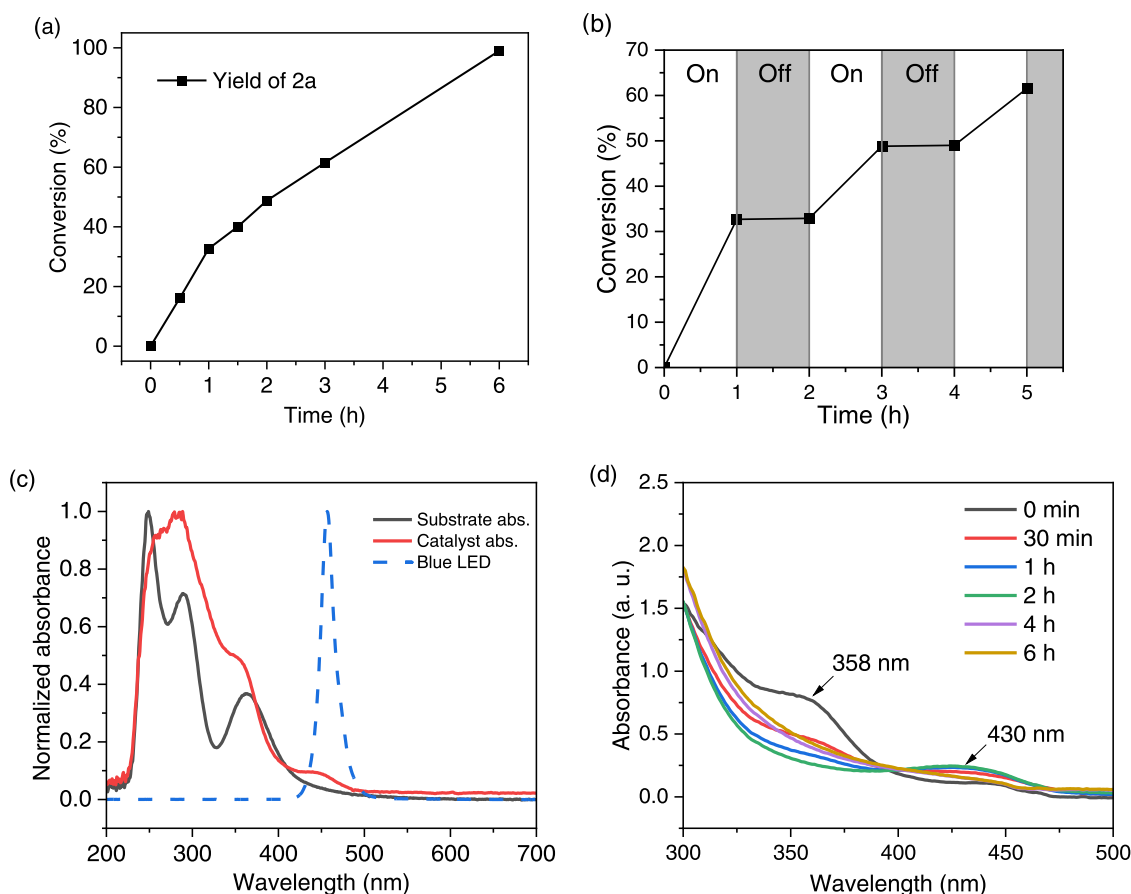 (a)
100
80
60
40
20
0
Conversion (%)
Yield of 2a
0 1 2 3 4 5 6
Time (h)
(b)
70
60
50
40
30
20
10
0
Conversion (%)
On Off On Off
0 1 2 3 4 5
Time (h)
(c)
1.0
0.8
0.6
0.4
0.2
0.0
Normalized absorbance
Substrate abs.
Catalyst abs.
Blue LED
200 300 400 500 600 700
Wavelength (nm)
(d)
2.5
2.0
1.5
1.0
0.5
0.0
Absorbance (a. u.)
0 min
30 min
1 h
2 h
4 h
6 h
358 nm
430 nm
300 350 400 450 500
Wavelength (nm)